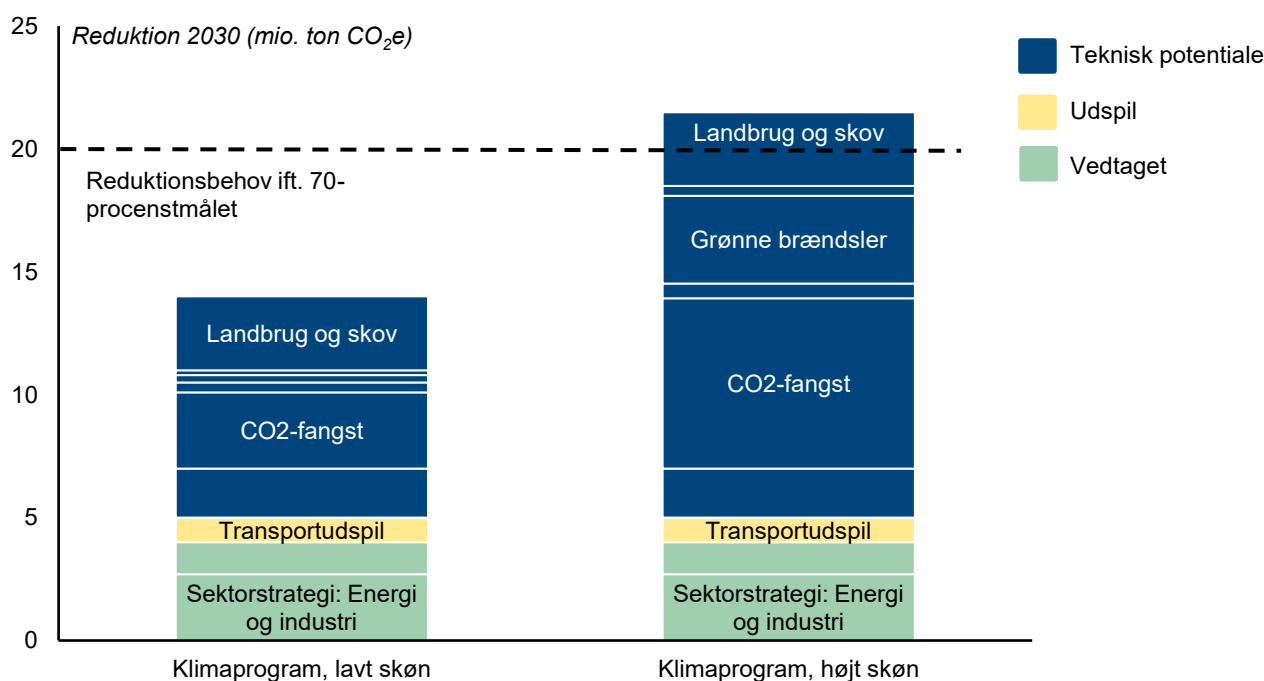 25
Reduktion 2030 (mio. ton CO₂e)
Teknisk potentiale
Udspil
Vedtaget
20
Landbrug og skov
Reduktionsbehov ift. 70-
procenstmålet
Grønne brændsler
15
Landbrug og skov
CO2-fangst
10
CO2-fangst
5
Transportudspil
Transportudspil
Sektorstrategi: Energi
og industri
Sektorstrategi: Energi
og industri
0
Klimaprogram, lavt skøn
Klimaprogram, højt skøn